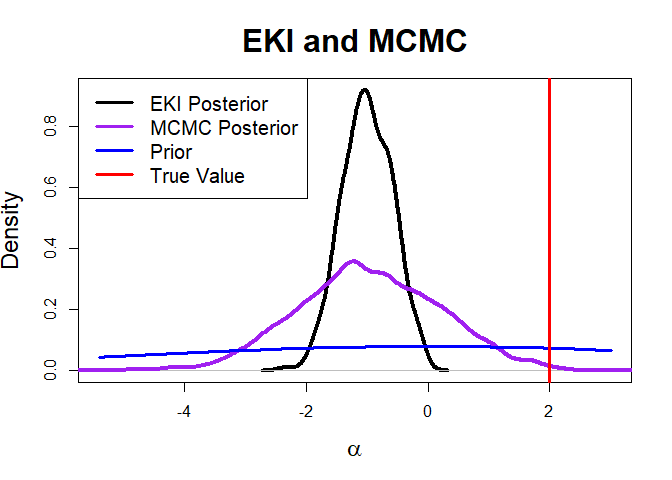 EKI and MCMC
EKI Posterior
MCMC Posterior
Prior
True Value
Density
0.0 0.2 0.4 0.6 0.8
-4 -2 0 2
α